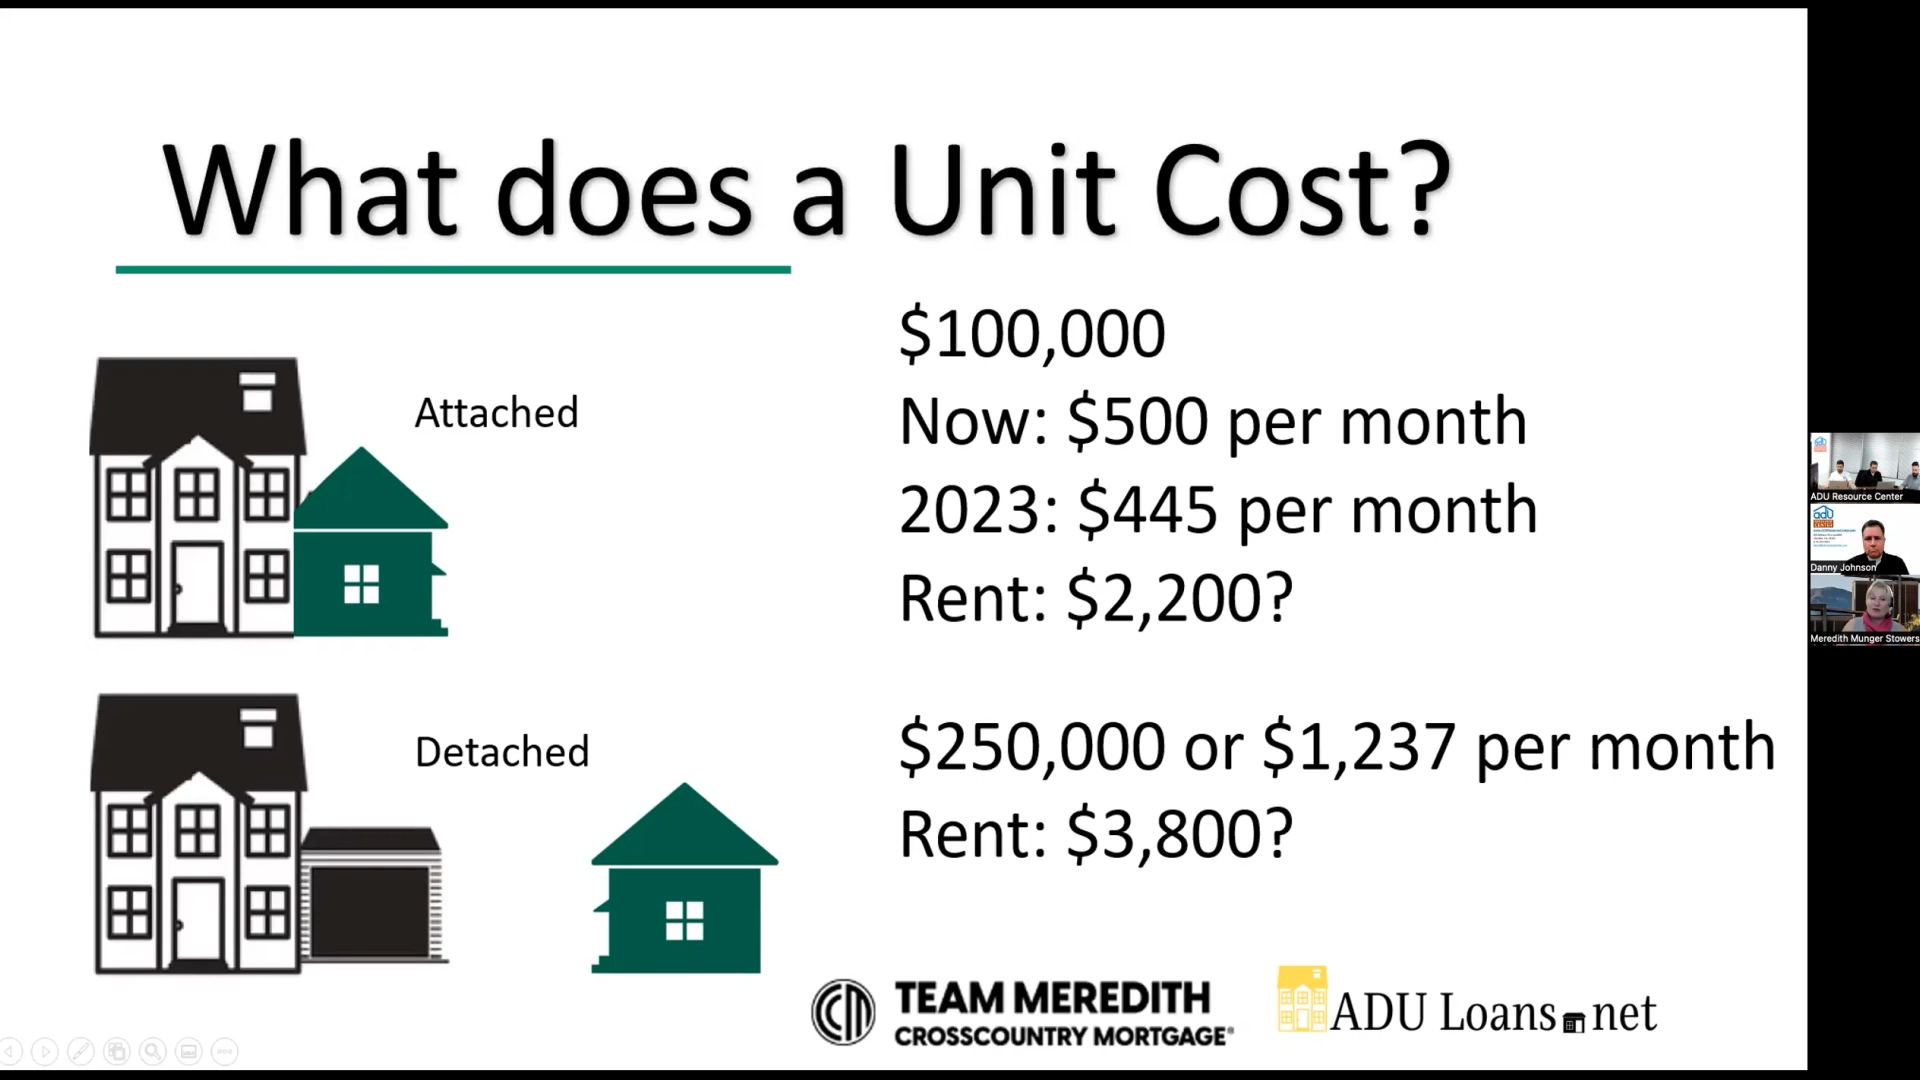 What does a Unit Cost?
Attached
$100,000
Now: $500 per month
2023: $445 per month
Rent: $2,200?
Detached
$250,000 or $1,237 per month
Rent: $3,800?
TEAM MEREDITH
CROSSCOUNTRY MORTGAGE®
ADU Loans.net
ADU Resource Center
adu
Danny Johnson
Meredith Munger Stowers